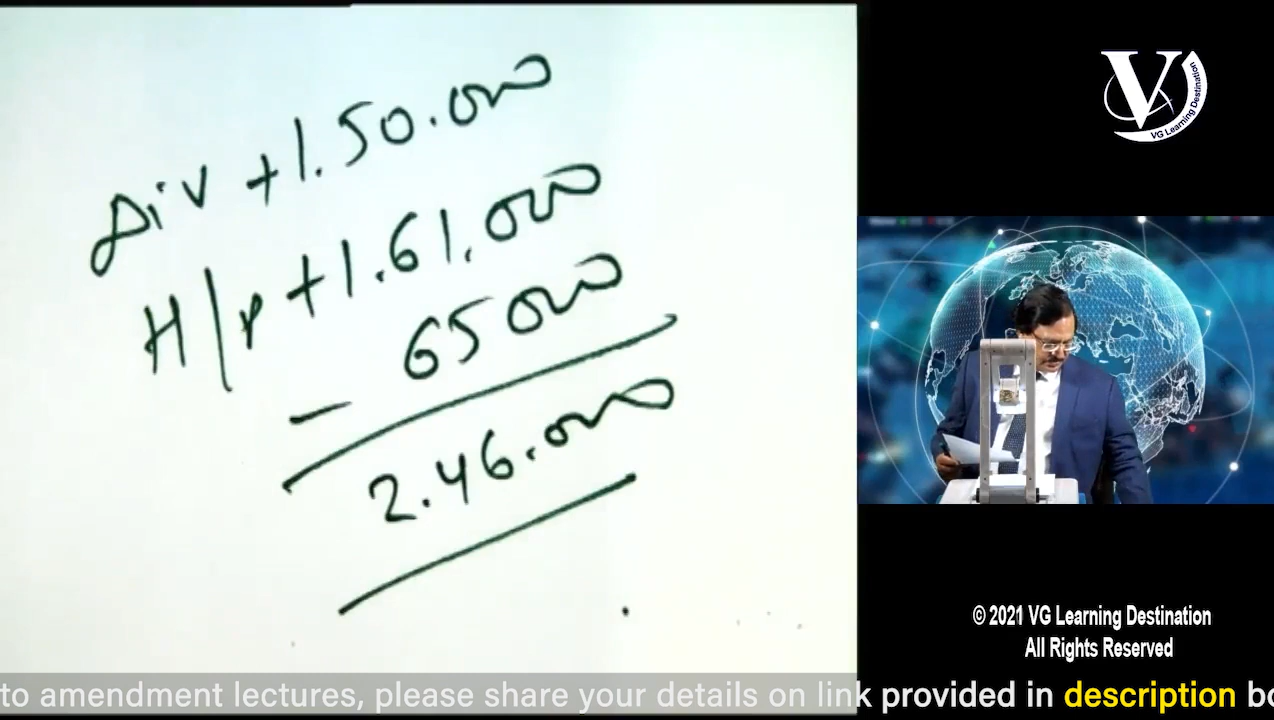 Div + 1.50.000
H/P + 1.61.000
- 65000
2.46.000
V
VG Learning Destination
© 2021 VG Learning Destination
All Rights Reserved
to amendment lectures, please share your details on link provided in description bo